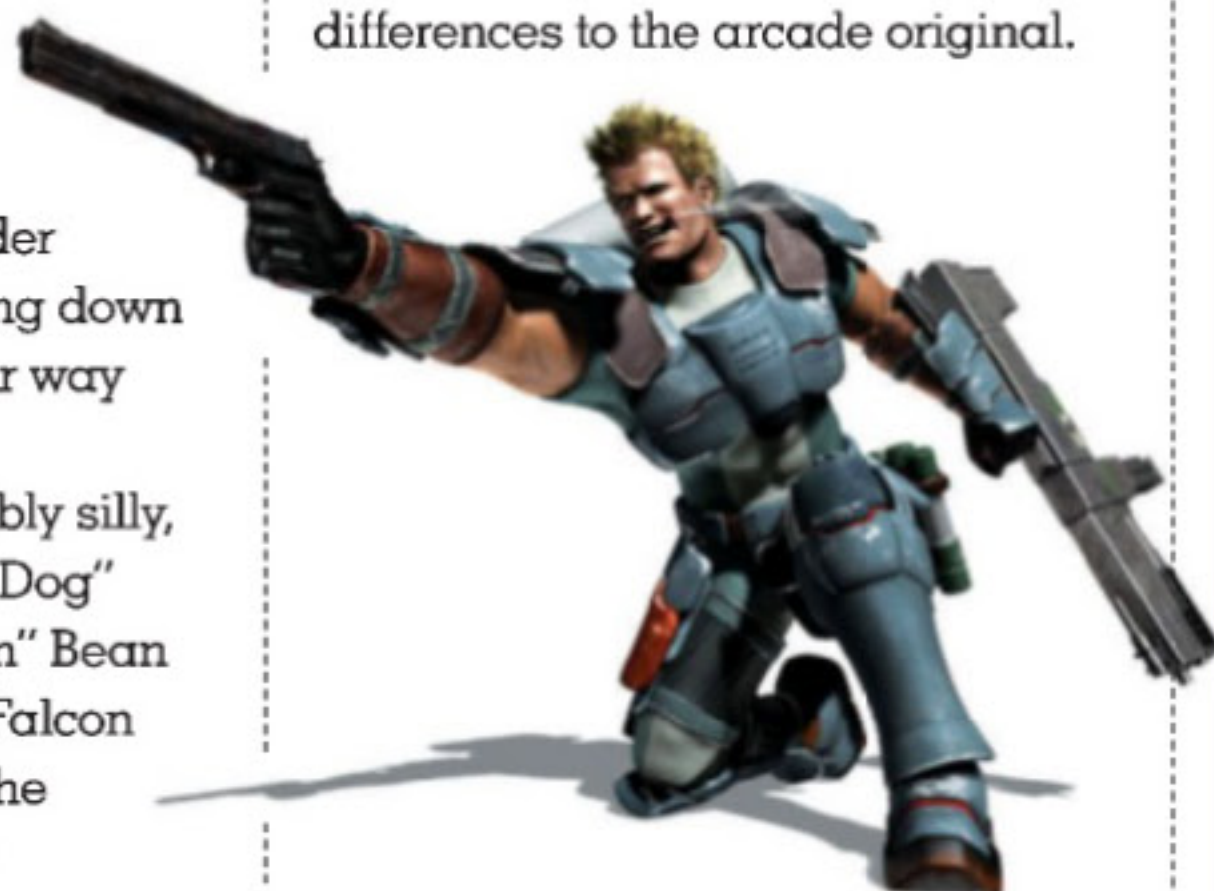 der
ng down
r way
bly silly,
Dog”
n” Bean
Falcon
he
differences to the arcade original.